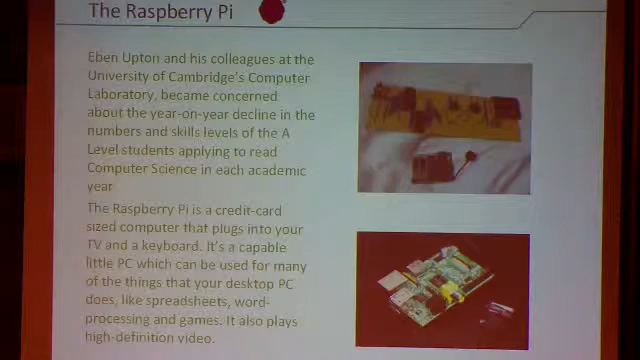 The Raspberry Pi
Eben Upton and his colleagues at the
University of Cambridge's Computer
Laboratory, became concerned
about the year-on-year decline in the
numbers and skills levels of the A
Level students applying to read
Computer Science in each academic
year
The Raspberry Pi is a credit-card
sized computer that plugs into your
TV and a keyboard. It's a capable
little PC which can be used for many
of the things that your desktop PC
does, like spreadsheets, word-
processing and games. It also plays
high-definition video.